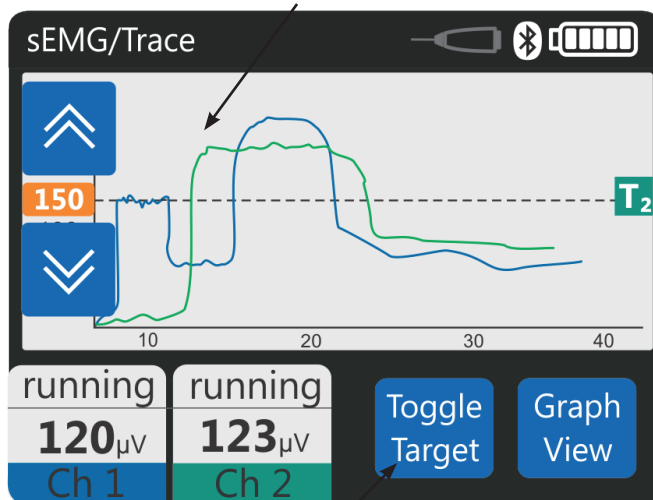 sEMG/Trace
150
T2
10 20 30 40
running running
120µV 123µV
Ch 1 Ch 2
Toggle Target
Graph View